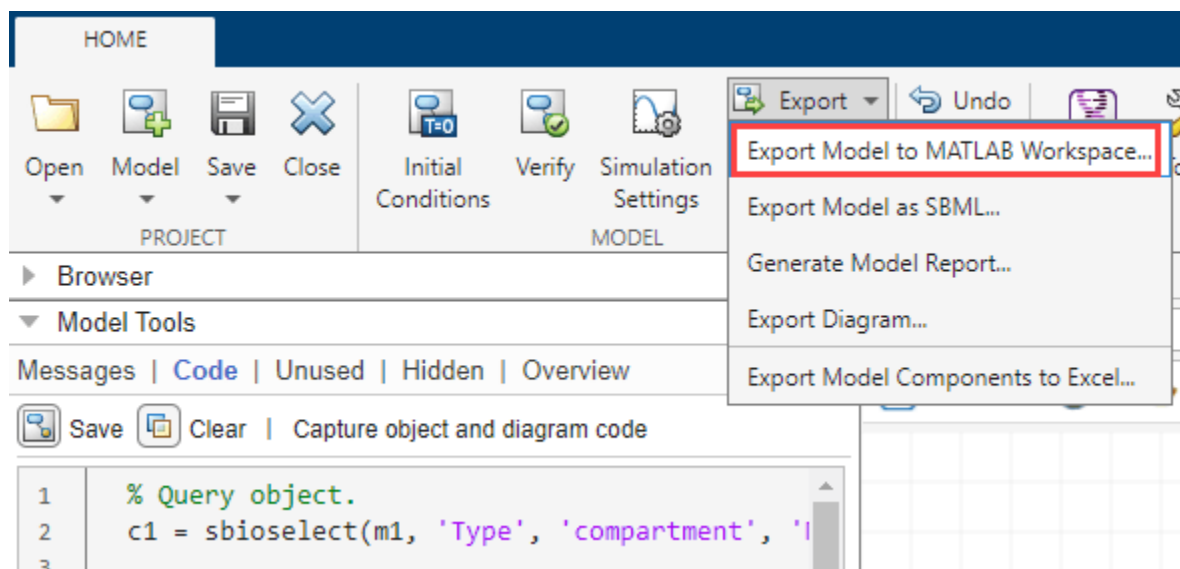 HOME
Export
Undo
T=0
Open
Model
Save
Close
Initial
Conditions
Verify
Simulation
Settings
PROJECT
MODEL
Export Model to MATLAB Workspace...
Export Model as SBML...
Generate Model Report...
Export Diagram...
Export Model Components to Excel...
Browser
Model Tools
Messages | Code | Unused | Hidden | Overview
Save Clear | Capture object and diagram code
1 % Query object.
2 c1 = sbioselect(m1, 'Type', 'compartment', '
3